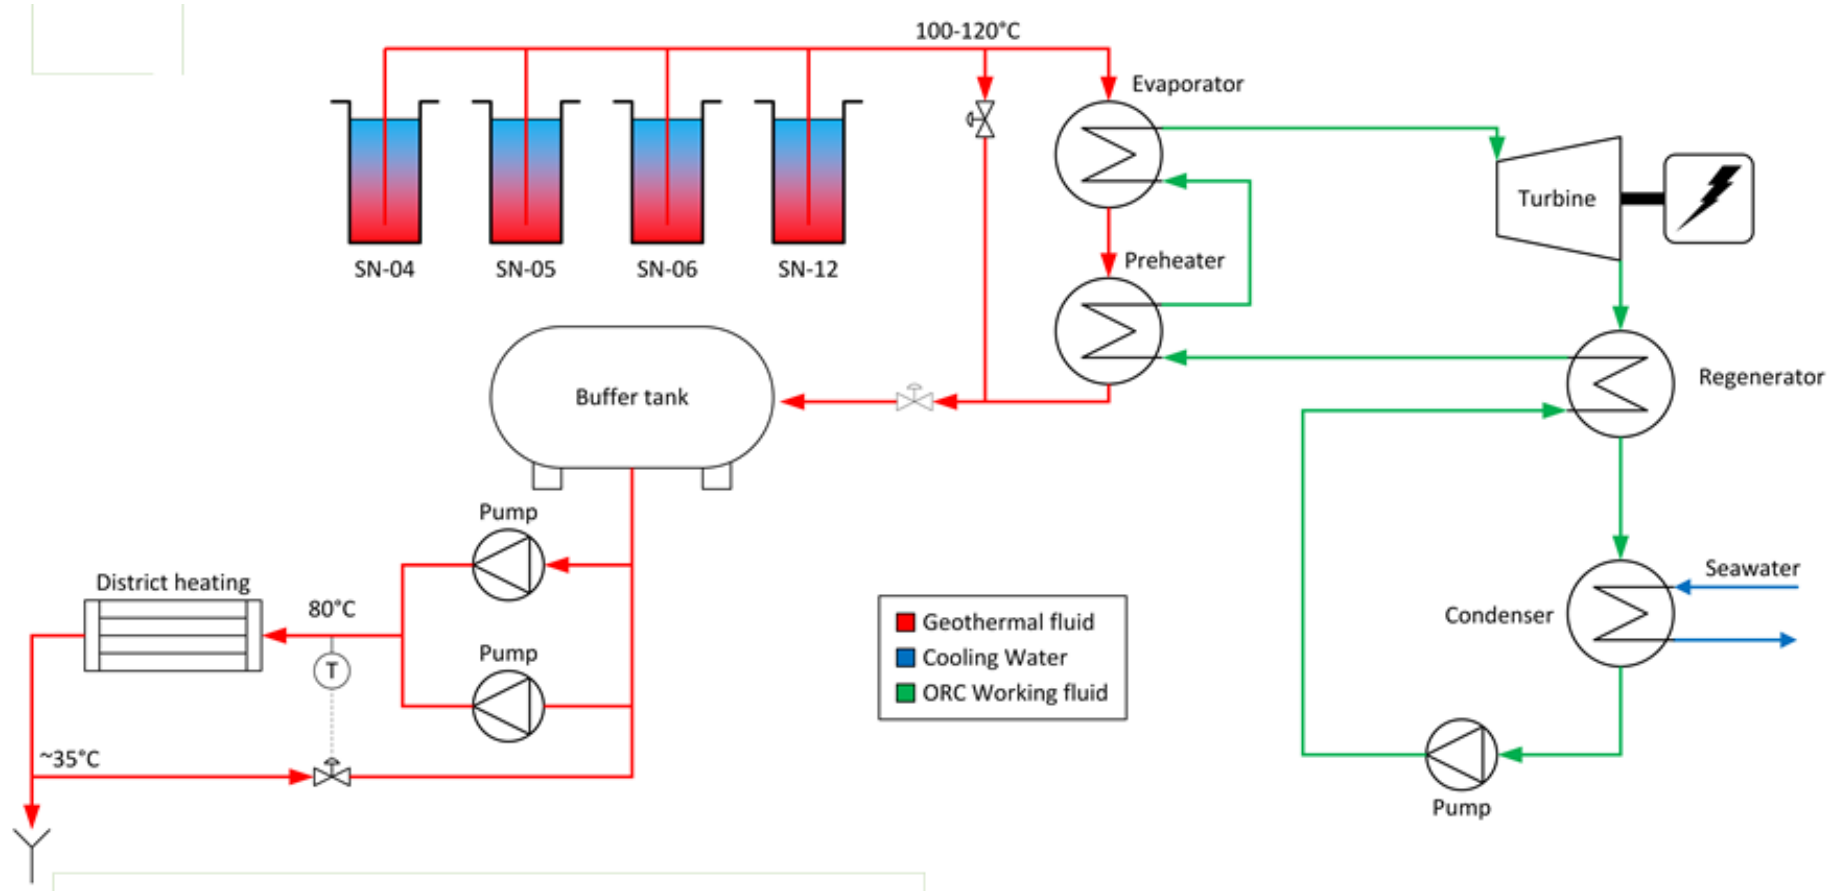 100-120°C
Evaporator
Turbine
SN-04
SN-05
SN-06
SN-12
Preheater
Regenerator
Buffer tank
Pump
District heating
80°C
T
Pump
~35°C
Geothermal fluid
Cooling Water
ORC Working fluid
Seawater
Condenser
Pump